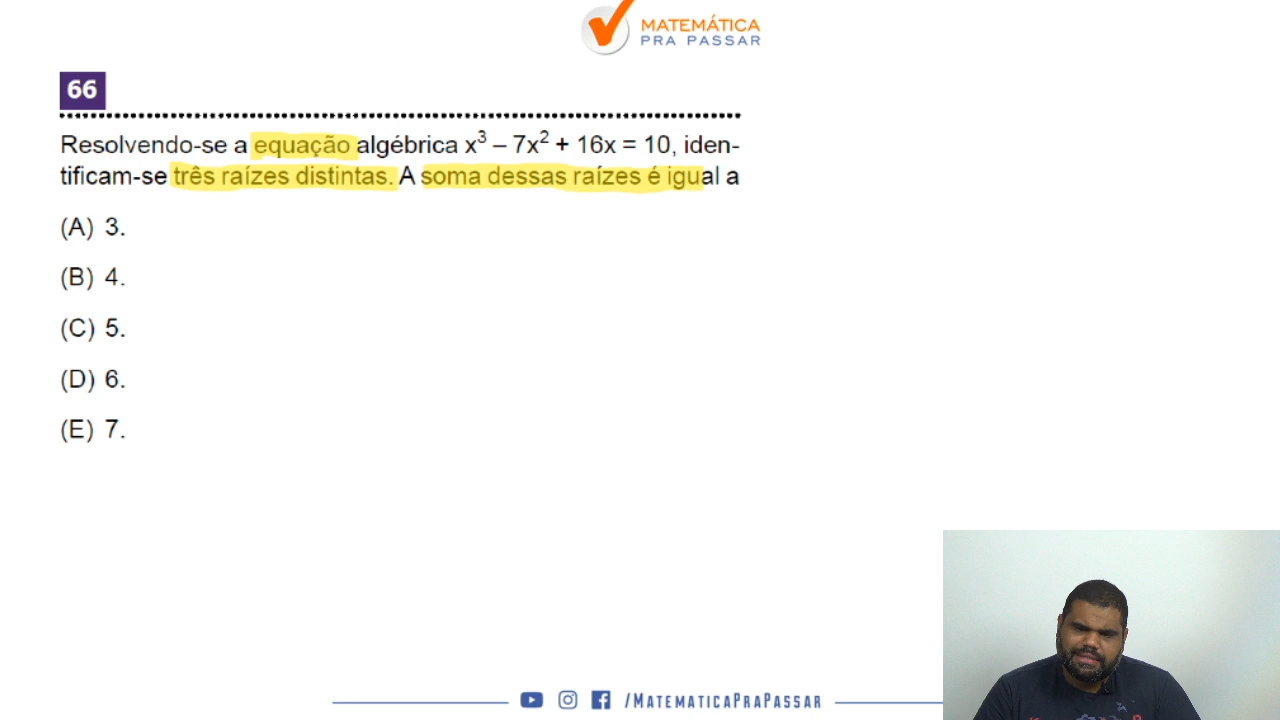 MATEMÁTICA
PRA PASSAR
66
Resolvendo-se a equação algébrica x³ – 7x² + 16x = 10, iden-
tificam-se três raízes distintas. A soma dessas raízes é igual a
(A) 3.
(B) 4.
(C) 5.
(D) 6.
(E) 7.
/MATEMATICAPRAPASSAR